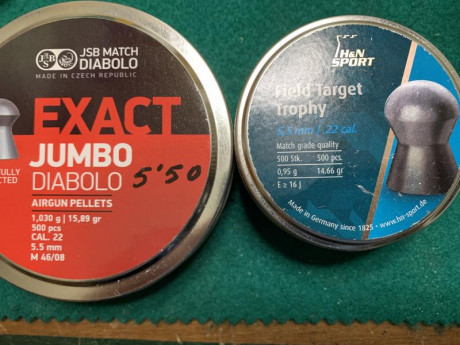 JSB
JSB MATCH
DIABOLO
MADE IN CZECH REPUBLIC
EXACT
JUMBO
DIABOLO 5'50
AIRGUN PELLETS
1,030 g | 15,89 gr
500 pcs
CAL. 22
5.5 mm
M 46/08
H&N
SPORT
Field Target
Trophy
5,5 mm | .22 cal.
Match grade quality
500 Stk. 500 pcs.
0,95 g 14,66 gr
E ≥ 16 J
Made in Germany since 1825 • www.hn-sport.de